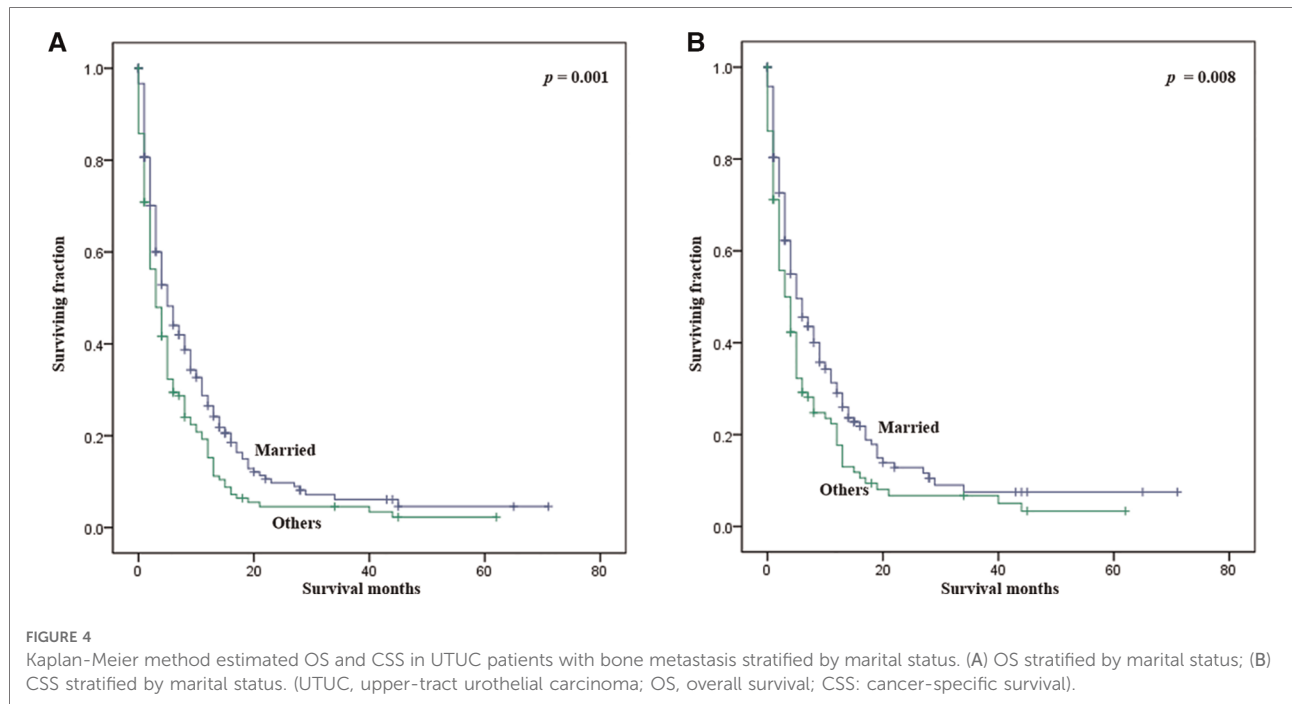 A
p = 0.001
1.0
0.8
0.6
0.4
0.2
0.0
Survivinig fraction
Married
Others
0 20 40 60 80
Survival months
B
p = 0.008
1.0
0.8
0.6
0.4
0.2
0.0
Surviving fraction
Married
Others
0 20 40 60 80
Survival months
FIGURE 4
Kaplan-Meier method estimated OS and CSS in UTUC patients with bone metastasis stratified by marital status. (A) OS stratified by marital status; (B)
CSS stratified by marital status. (UTUC, upper-tract urothelial carcinoma; OS, overall survival; CSS: cancer-specific survival).